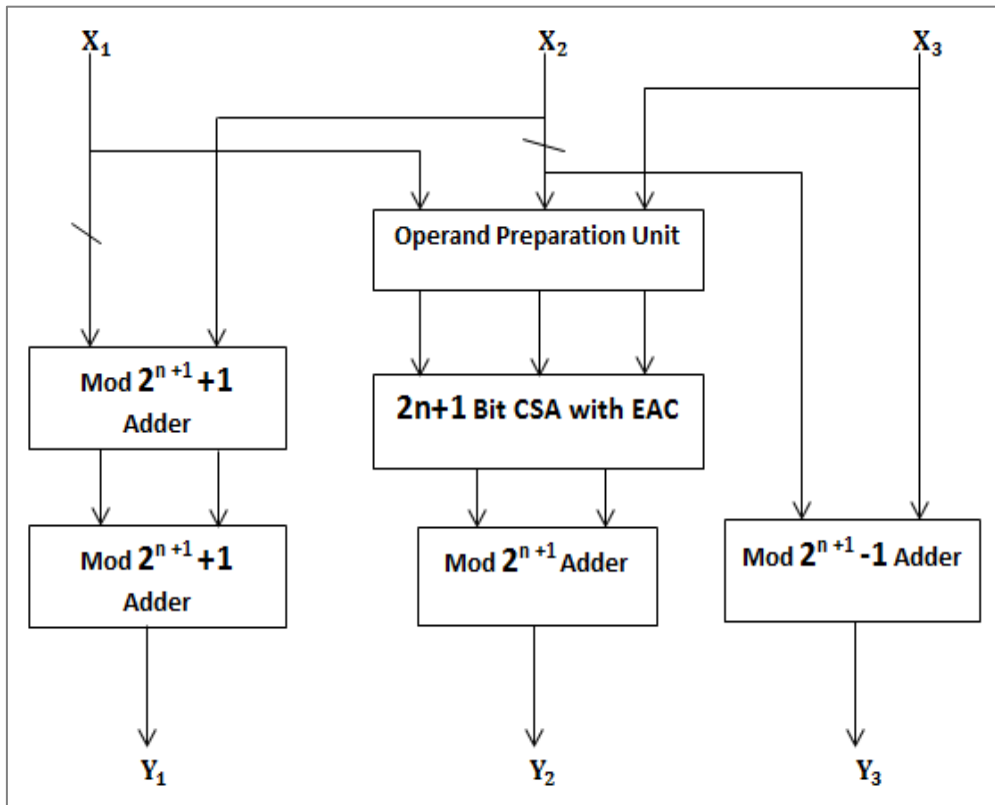 X₁ X₂ X₃
Operand Preparation Unit
Mod 2ⁿ⁺¹+1
Adder
2n+1 Bit CSA with EAC
Mod 2ⁿ⁺¹+1
Adder
Mod 2ⁿ⁺¹ Adder
Mod 2ⁿ⁺¹-1 Adder
Y₁ Y₂ Y₃